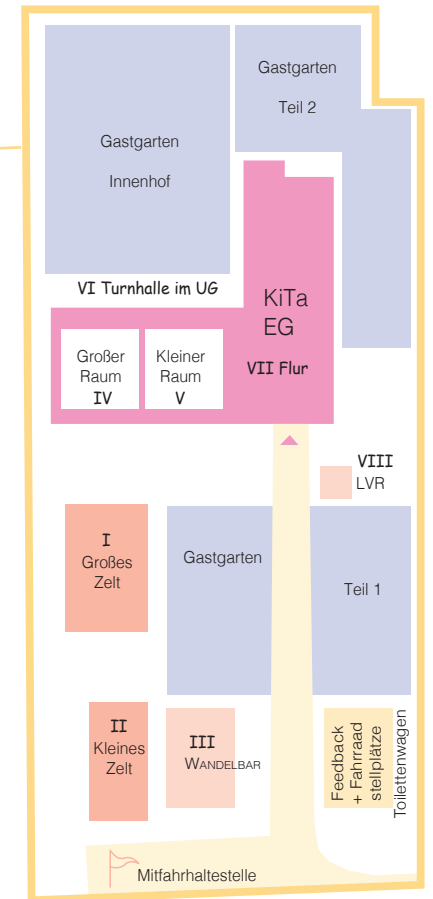 Gastgarten
Teil 2
Gastgarten
Innenhof
VI Turnhalle im UG
KiTa
EG
Großer
Raum
IV
Kleiner
Raum
V
VII Flur
VIII
LVR
I
Großes
Zelt
Gastgarten
Teil 1
II
Kleines
Zelt
III
WANDELBAR
Feedback
+ Fahrraad
stellplätze
Toilettenwagen
Mitfahrhaltestelle